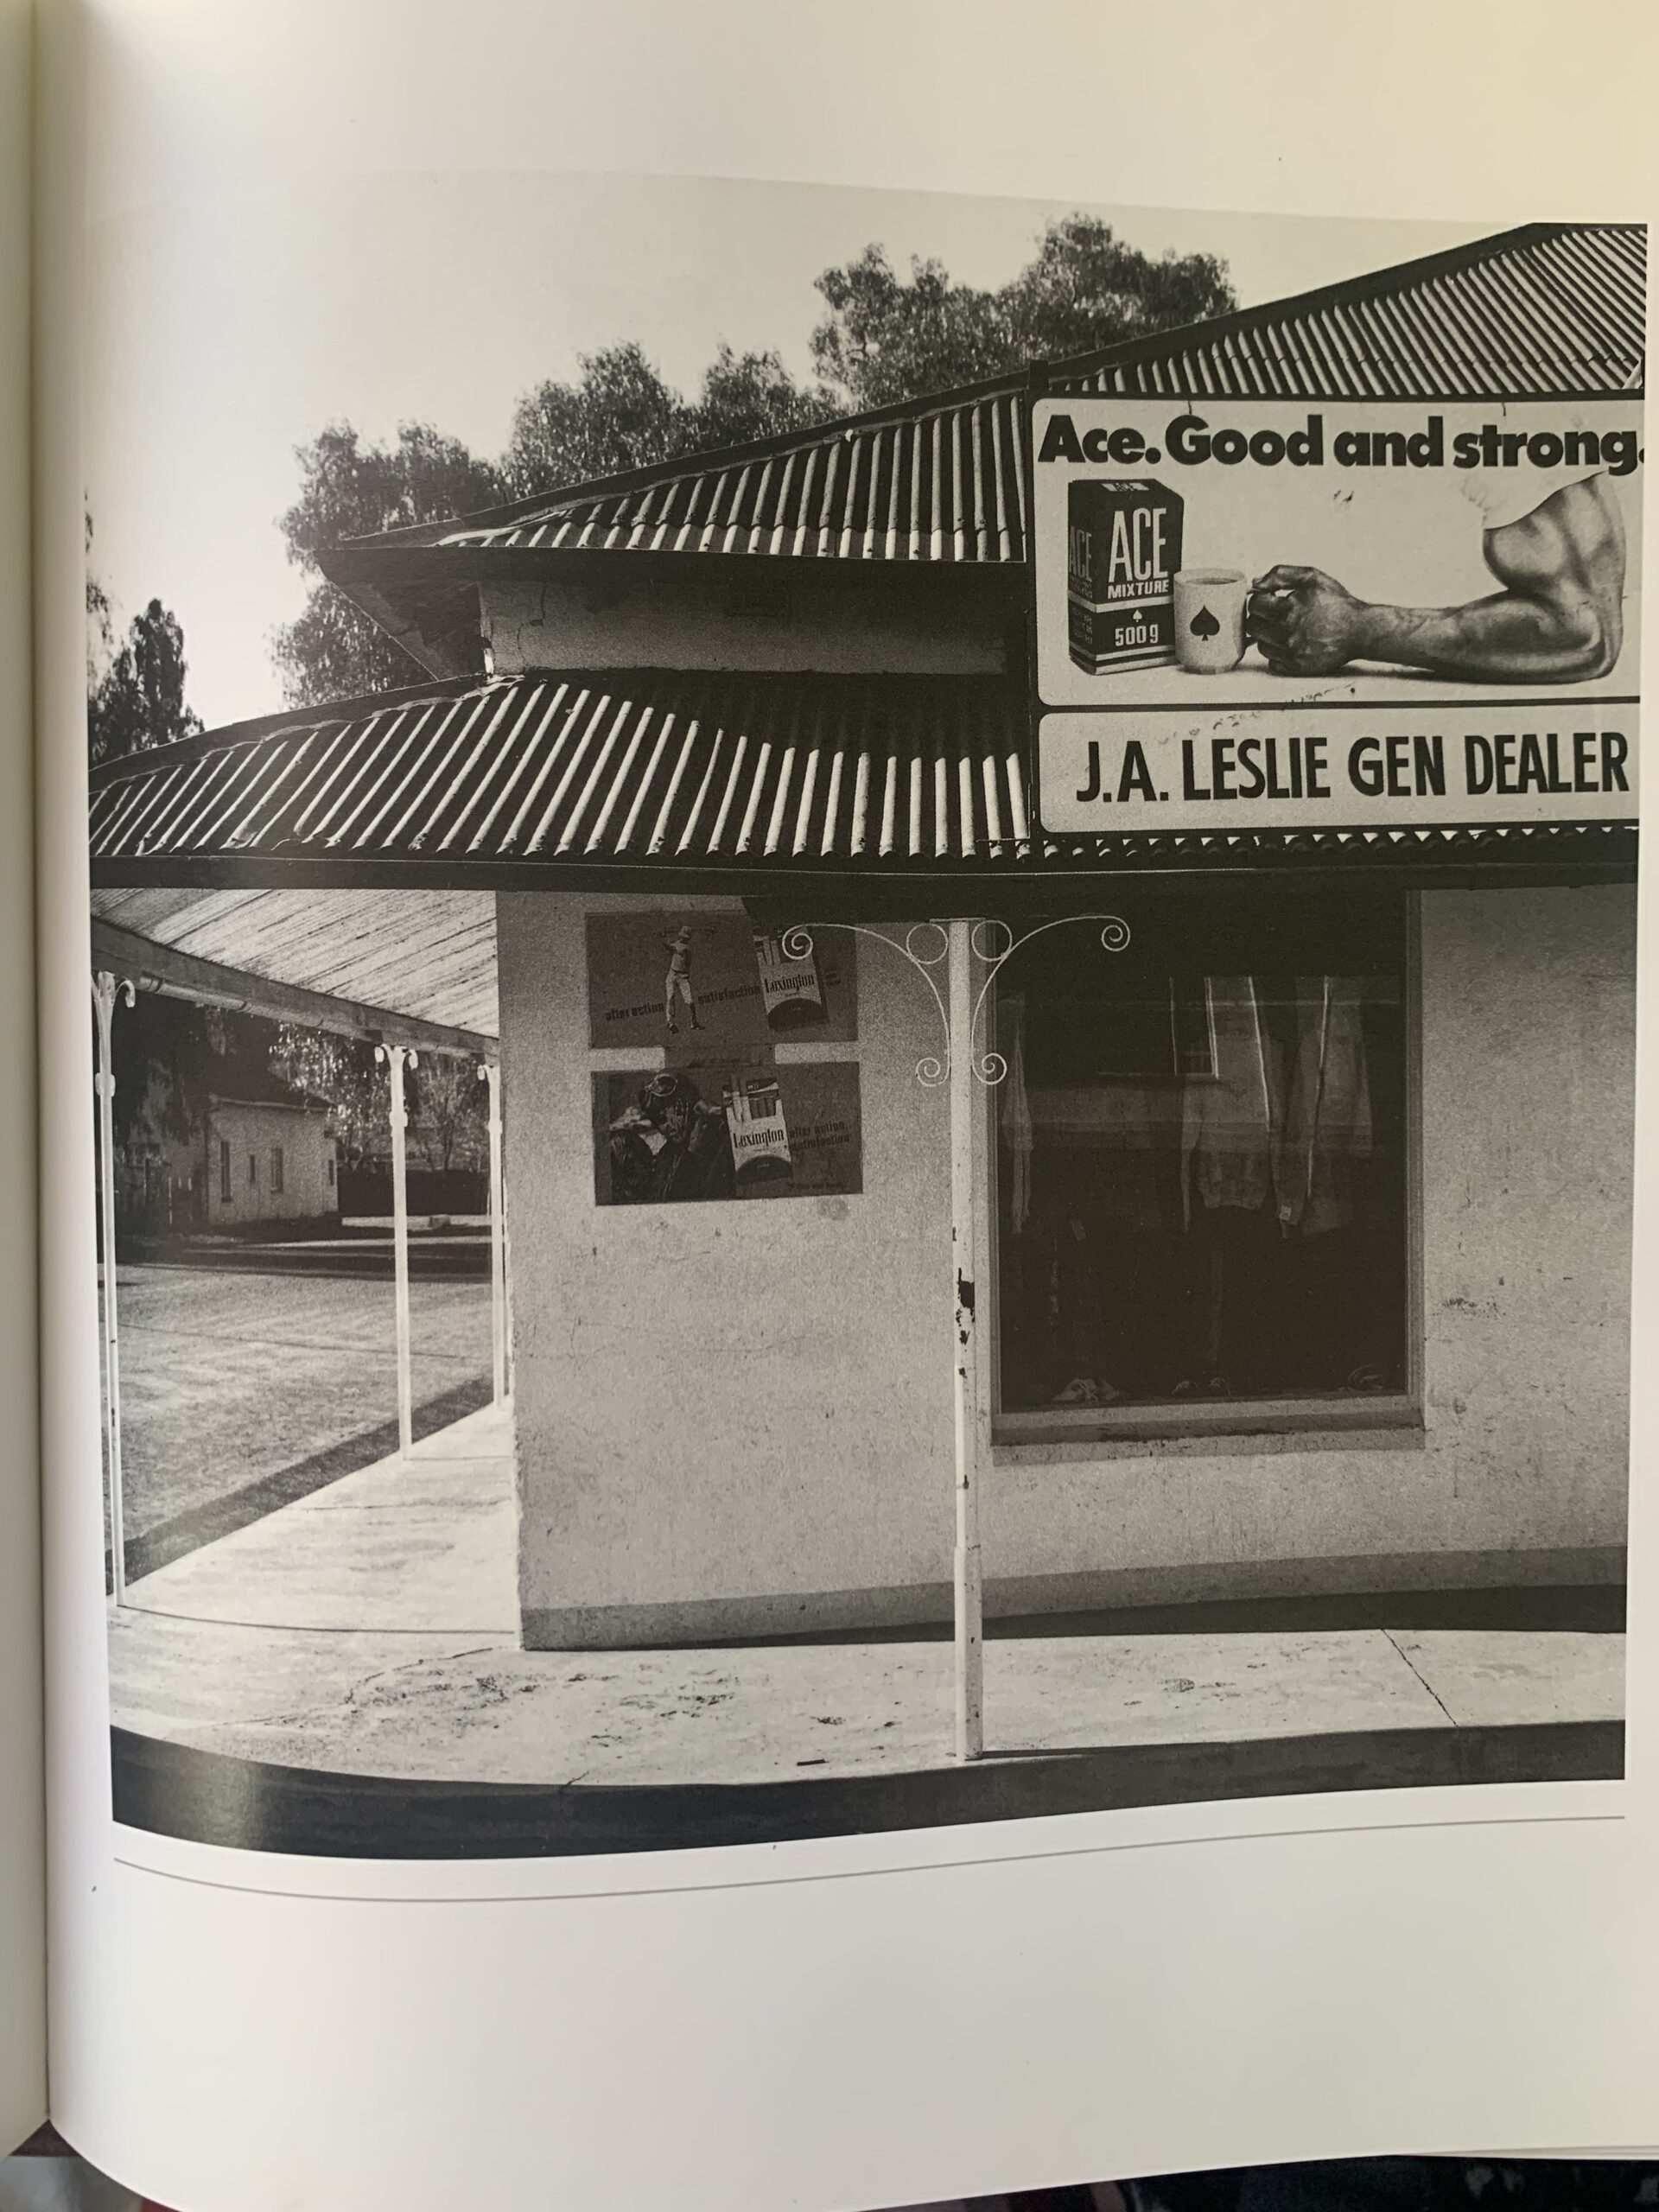 Ace. Good and strong.
ACE
ACE
MIXTURE
500g
J.A. LESLIE GEN DEALER
after action
satisfaction
Lexington
Lexington
after action,
satisfaction